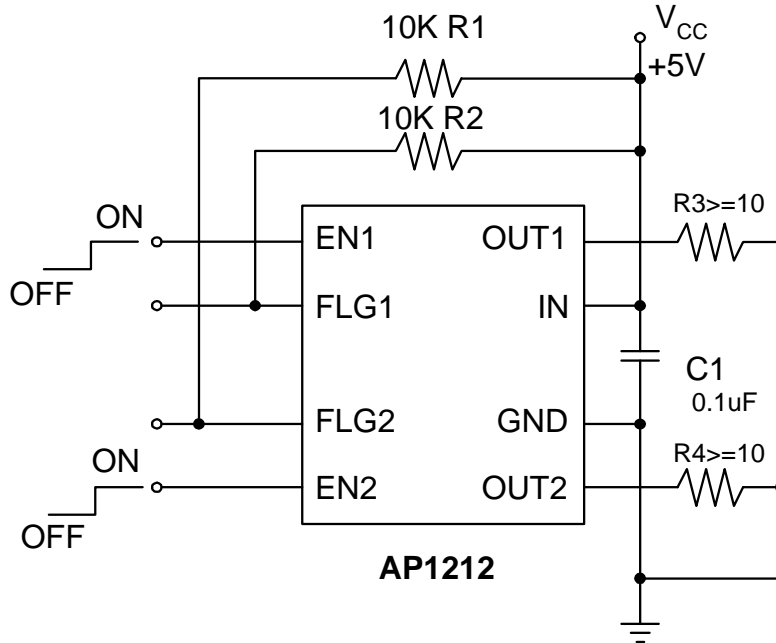 10K R1
V_CC
+5V
10K R2
R3>=10
ON
OFF
EN1
OUT1
FLG1
IN
C1
0.1uF
FLG2
GND
ON
OFF
R4>=10
EN2
OUT2
AP1212